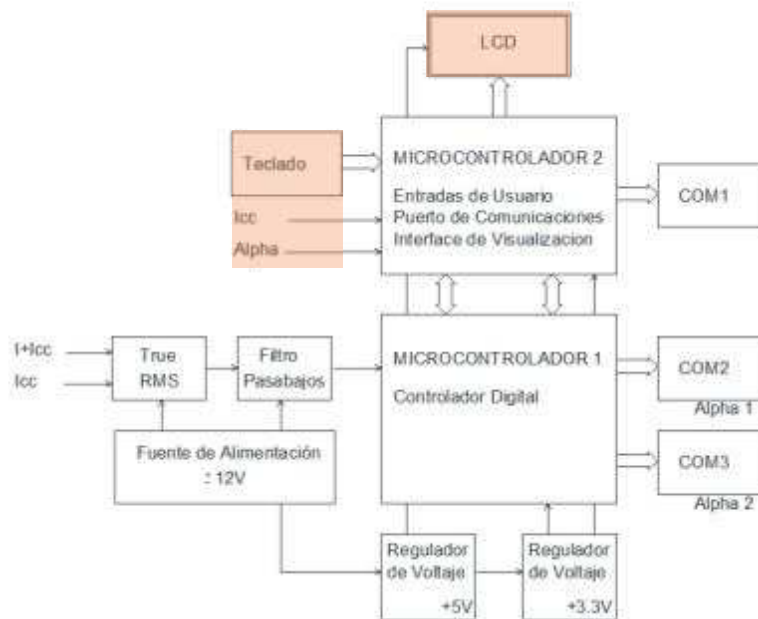 LCD
Teclado
MICROCONTROLADOR 2
Entradas de Usuario
Puerto de Comunicaciones
Interface de Visualizacion
Icc
Alpha
COM1
I+Icc
Icc
True
RMS
Filtro
Pasabajos
MICROCONTROLADOR 1
Controlador Digital
COM2
Alpha 1
COM3
Alpha 2
Fuente de Alimentación
± 12V
Regulador
de Voltaje
+5V
Regulador
de Voltaje
+3.3V